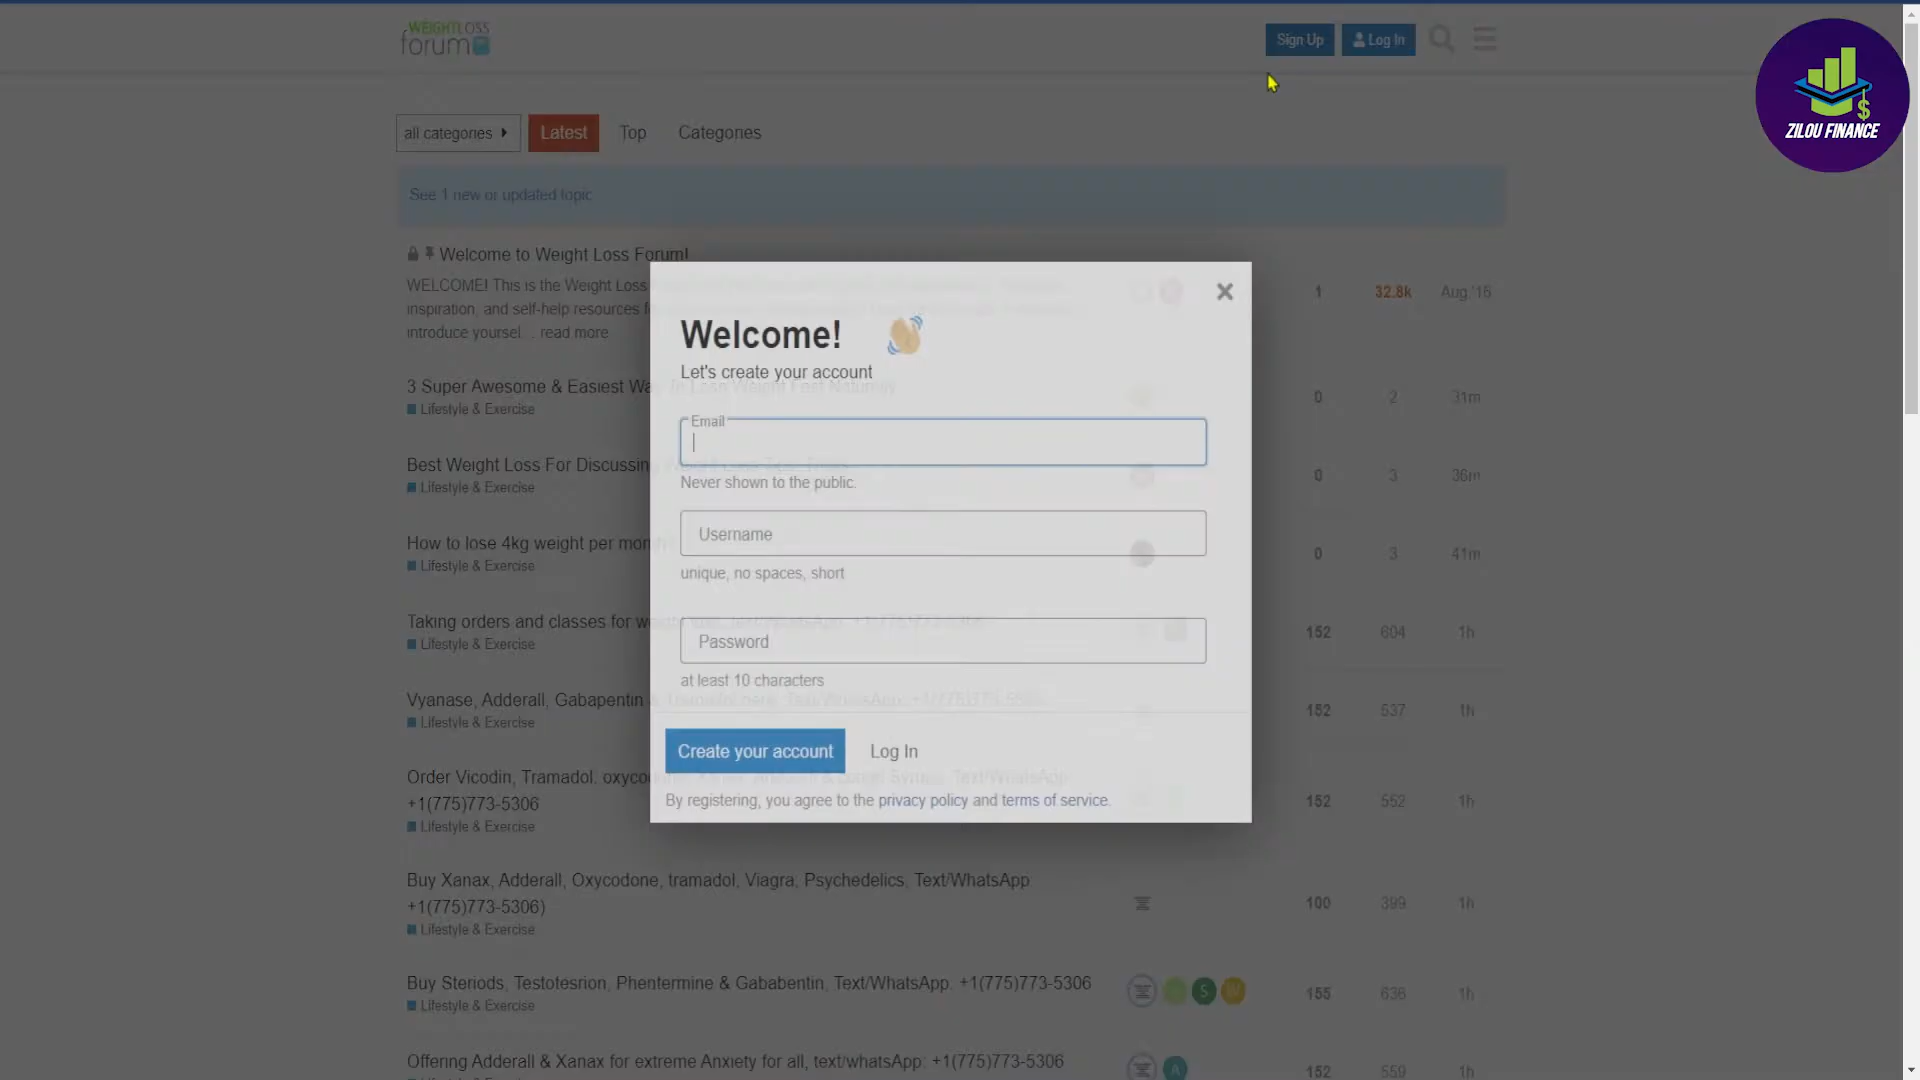 WEIGHTLOSS
forum
Sign Up
Log In
ZILOU FINANCE
$
all categories
Latest
Top
Categories
See 1 new or updated topic
Welcome to Weight Loss Forum!
WELCOME! This is the Weight Loss
inspiration, and self-help resources
introduce yoursel... read more
1
32.8k
Aug '15
Welcome!
Let's create your account
Email
Never shown to the public.
Username
unique, no spaces, short
Password
at least 10 characters
Create your account
Log In
By registering, you agree to the privacy policy and terms of service.
3 Super Awesome & Easiest
Lifestyle & Exercise
0
2
31m
Best Weight Loss For
Lifestyle & Exercise
0
3
36m
How to lose 4kg weight per month
Lifestyle & Exercise
0
3
41m
Taking orders and classes for
Lifestyle & Exercise
152
604
1h
Vyanase, Adderall, Gabapentin
Lifestyle & Exercise
152
537
1h
Order Vicodin, Tramadol.
+1(775)773-5306
Lifestyle & Exercise
152
552
1h
Buy Xanax, Adderall, Oxycodone, tramadol, Viagra, Psychedelics, Text/WhatsApp
+1(775)773-5306)
Lifestyle & Exercise
100
399
1h
Buy Steriods, Testotesrion, Phentermine & Gababentin, Text/WhatsApp: +1(775)773-5306
Lifestyle & Exercise
S
155
636
1h
Offering Adderall & Xanax for extreme Anxiety for all, text/whatsApp: +1(775)773-5306
A
152
559
1h